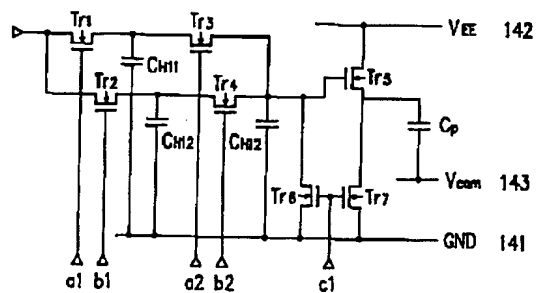 Tr1 Tr3 VEE 142
CH11 Tr5
Tr2 Tr4
CH12 CH22 Cp
Vcom 143
Tr6 Tr7
GND 141
a1 b1 a2 b2 c1